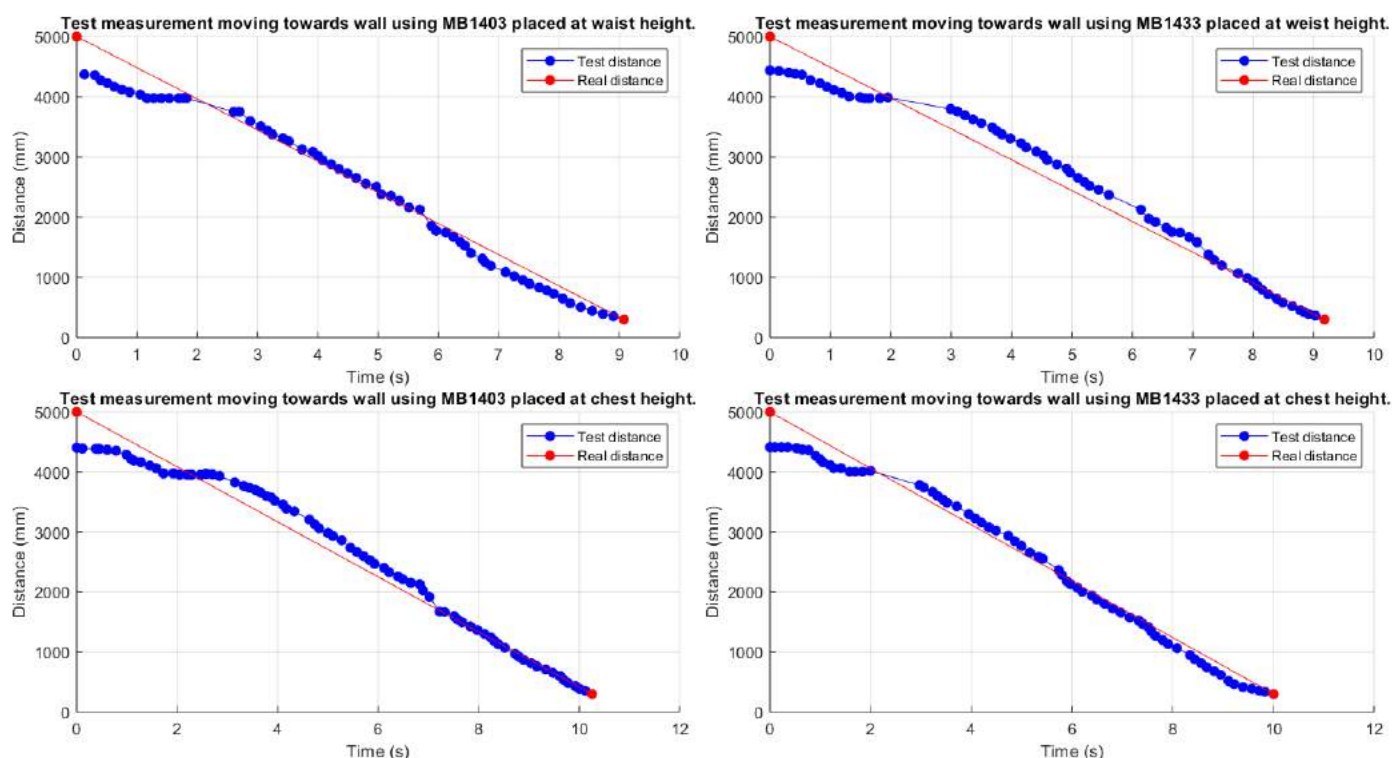 Test measurement moving towards wall using MB1403 placed at waist height.
5000
4000
3000
2000
1000
0
Distance (mm)
Test distance
Real distance
0 1 2 3 4 5 6 7 8 9 10
Time (s)
Test measurement moving towards wall using MB1433 placed at weist height.
5000
4000
3000
2000
1000
0
Distance (mm)
Test distance
Real distance
0 1 2 3 4 5 6 7 8 9 10
Time (s)
Test measurement moving towards wall using MB1403 placed at chest height.
5000
4000
3000
2000
1000
0
Distance (mm)
Test distance
Real distance
0 2 4 6 8 10 12
Time (s)
Test measurement moving towards wall using MB1433 placed at chest height.
5000
4000
3000
2000
1000
0
Distance (mm)
Test distance
Real distance
0 2 4 6 8 10 12
Time (s)